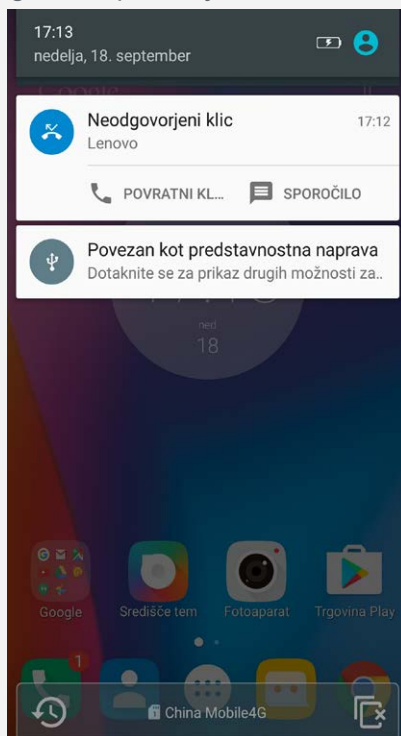 17:13
nedelja, 18. september
Google
Neodgovorjeni klic 17:12
Lenovo
POVRATNI KL... SPOROČILO
Povezan kot predstavnostna naprava
Dotaknite se za prikaz drugih možnosti za..
ned
18
Google Središče tem Fotoaparat Trgovina Play
1
China Mobile4G